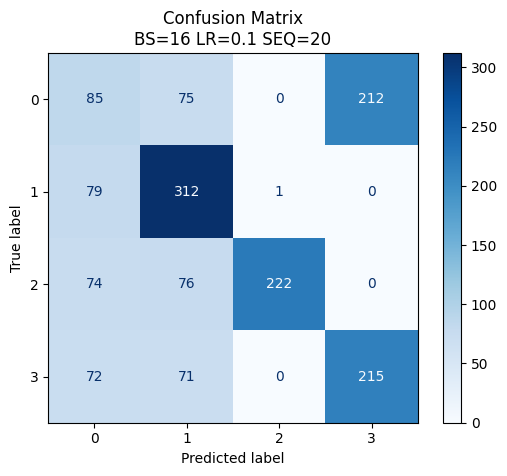 Confusion Matrix
BS=16 LR=0.1 SEQ=20
0 85 75 0 212
1 79 312 1 0
2 74 76 222 0
3 72 71 0 215
0 1 2 3
True label
Predicted label
300
250
200
150
100
50
0